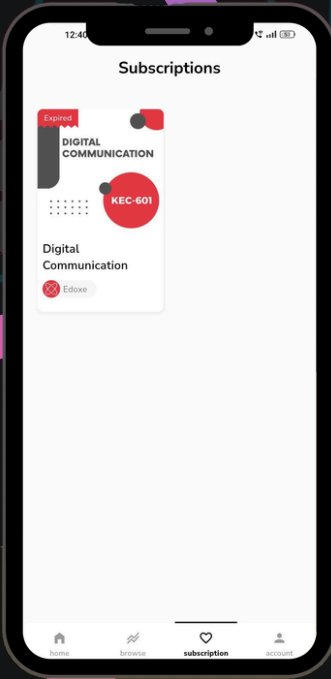 12:40
Subscriptions
Expired
DIGITAL
COMMUNICATION
KEC-601
Digital
Communication
Edoxe
home
browse
subscription
account